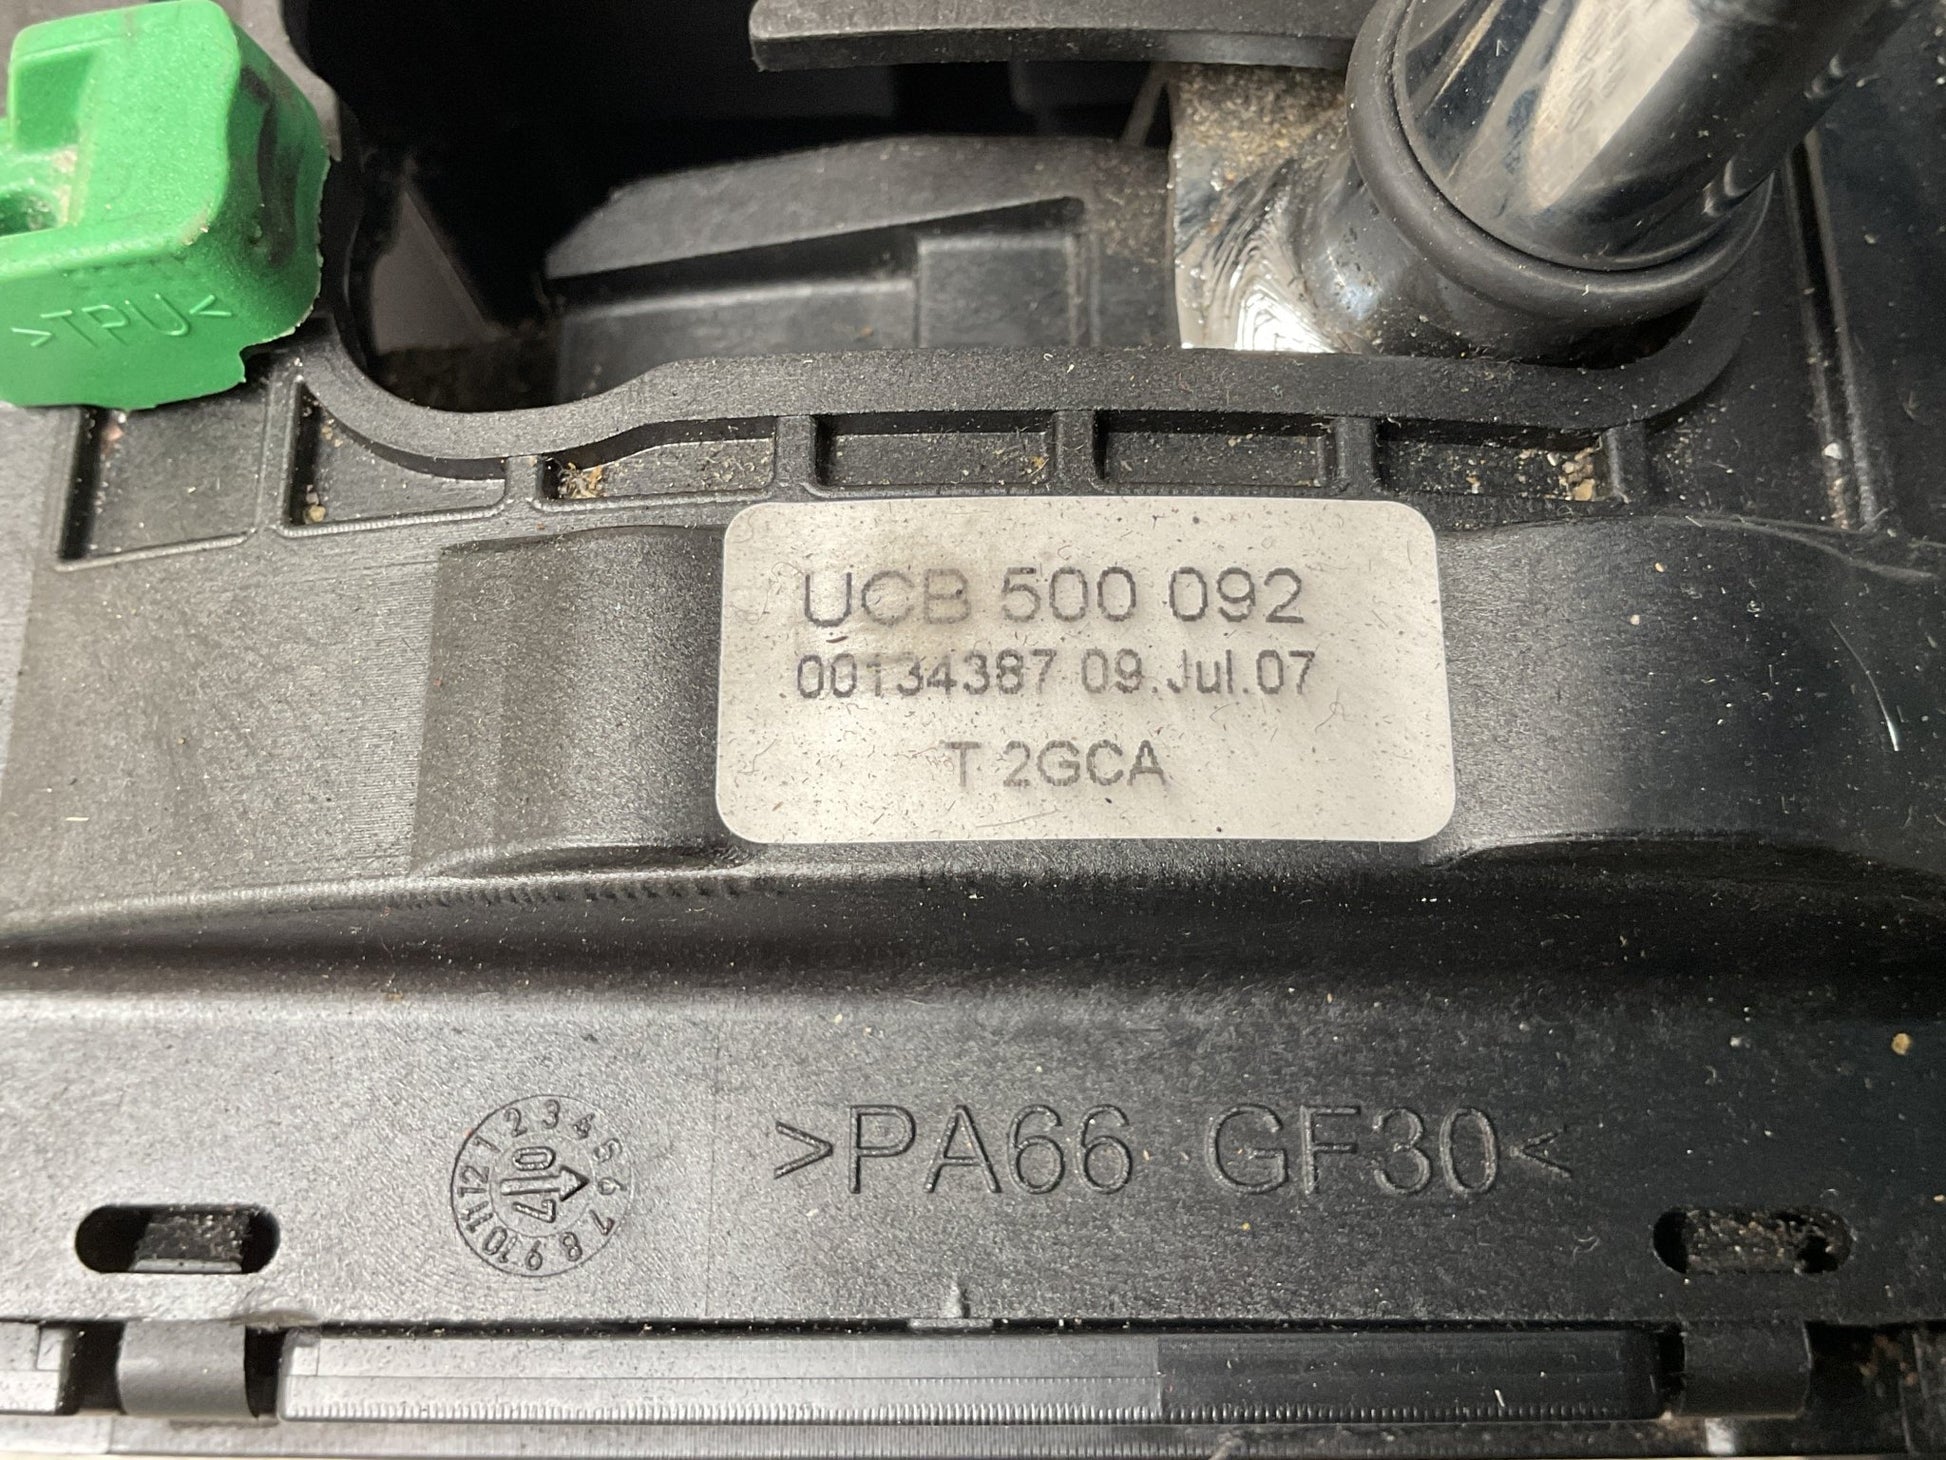 >TPU<
UCB 500 092
00134387 09.Jul.07
T 2GCA
>PA66 GF30<
1 2 3 4 5 6 7 8 9 10 11 12
07